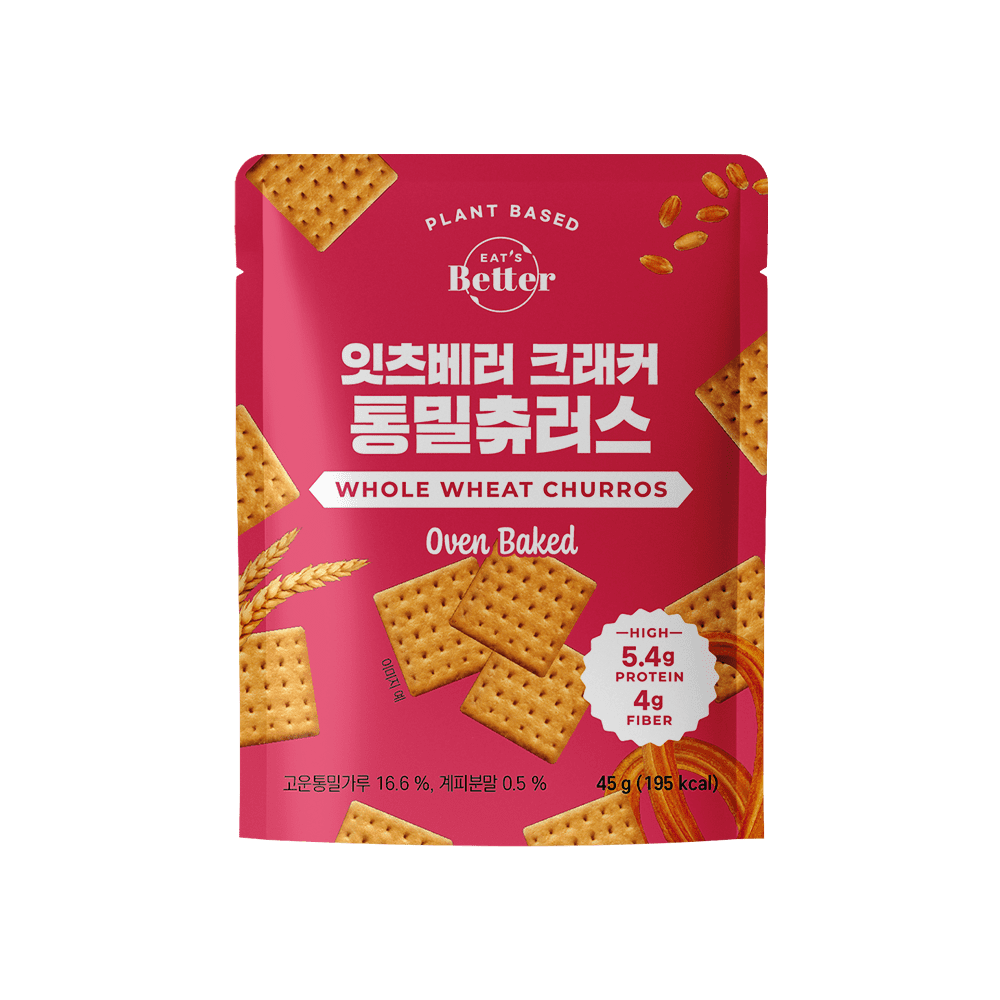 PLANT BASED
EAT'S
Better
잇츠베러 크래커
통밀츄러스
WHOLE WHEAT CHURROS
Oven Baked
이미지 예
HIGH
5.4g
PROTEIN
4g
FIBER
고운통밀가루 16.6 %, 계피분말 0.5 %
45 g (195 kcal)